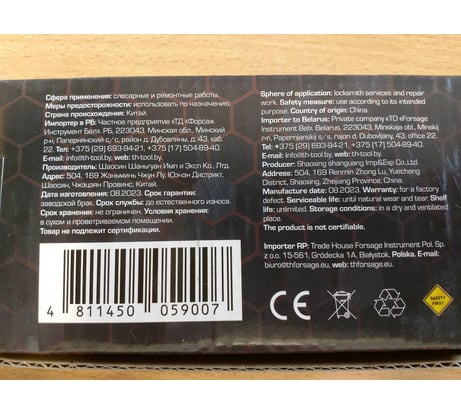 Сфера применения: слесарные и ремонтные работы.
Меры предосторожности: использовать по назначению.
Страна происхождения: Китай.
Импортер в РБ: Частное предприятие «ТД «Форсаж
Инструмент Бел». РБ, 223043, Минская обл., Минский
р-н, Папернянский с/с, район д. Дубовляны, д. 43, каб.
22. Тел: +375 (29) 693-94-21, +375 (17) 504-89-40.
E-mail: info@th-tool.by, web: th-tool.by.
Производитель: Шаосин Шаньгуан Имп и Экп Ко., Лтд.
Адрес: 504, 169 Женьминь Чжун Лу, Юэчэн Дистрикт,
Шаосин, Чжэцзян Провинс, Китай.
Дата изготовления: 08.2023. Срок гарантии:
заводской брак. Срок службы: до естественного износа.
Срок хранения: не ограничен. Условия хранения:
в сухом и проветриваемом помещении.
Товар не подлежит сертификации.
4 811450 059007
Sphere of application: locksmith services and repair
work. Safety measure: use according to its intended
purpose. Country of origin: China.
Importer to Belarus: Private company «TD «Forsage
Instrument Bel». Belarus, 223043, Minskaja obl., Minskij
r-n, Papernjanskij s/s, rajon d. Dubovljany, 43, off. 22.
Tel: +375 (29) 693-94-21, +375 (17) 504-89-40.
E-mail: info@th-tool.by, web: th-tool.by.
Producer: Shaoxing shangguang Imp&Exp Co.,Ltd.
Address: 504, 169 Renmin Zhong Lu, Yuecheng
District, Shaoxing, Zhejiang Province, China.
Manufacture date: 08.2023. Warranty: for a factory
defect. Serviceable life: until natural wear and tear. Shelf
life: unlimited. Storage conditions: in a dry and ventilated
place.
The product is not certificable.
Importer RP: Trade House Forsage Instrument Pol. Sp.
z o.o. 15-561, Gródecka 1A, Białystok, Polska. E-mail:
biuro@thforsage.eu, web: thforsage.eu.
CE
SAFETY
FIRST